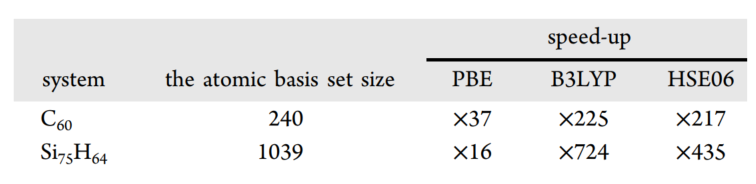 speed-up
system the atomic basis set size PBE B3LYP HSE06
C₆₀ 240 ×37 ×225 ×217
Si₇₅H₆₄ 1039 ×16 ×724 ×435